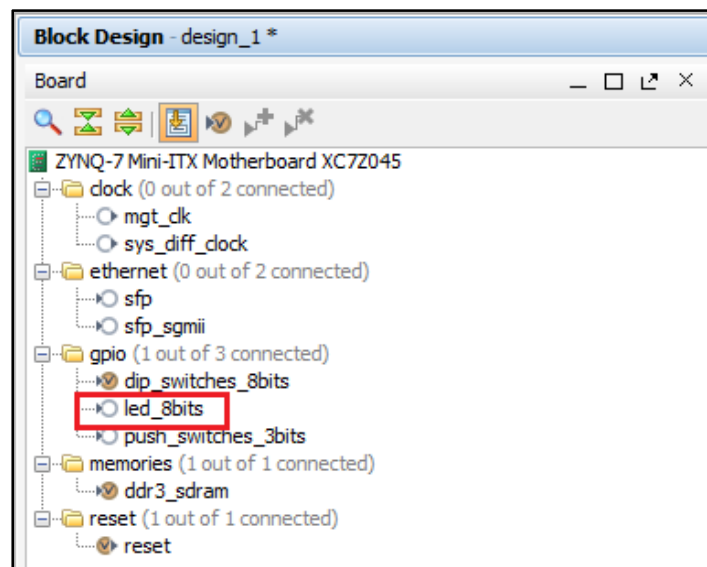 Block Design - design_1 *
Board
ZYNQ-7 Mini-ITX Motherboard XC7Z045
clock (0 out of 2 connected)
mgt_clk
sys_diff_clock
ethernet (0 out of 2 connected)
sfp
sfp_sgmii
gpio (1 out of 3 connected)
dip_switches_8bits
led_8bits
push_switches_3bits
memories (1 out of 1 connected)
ddr3_sdram
reset (1 out of 1 connected)
reset